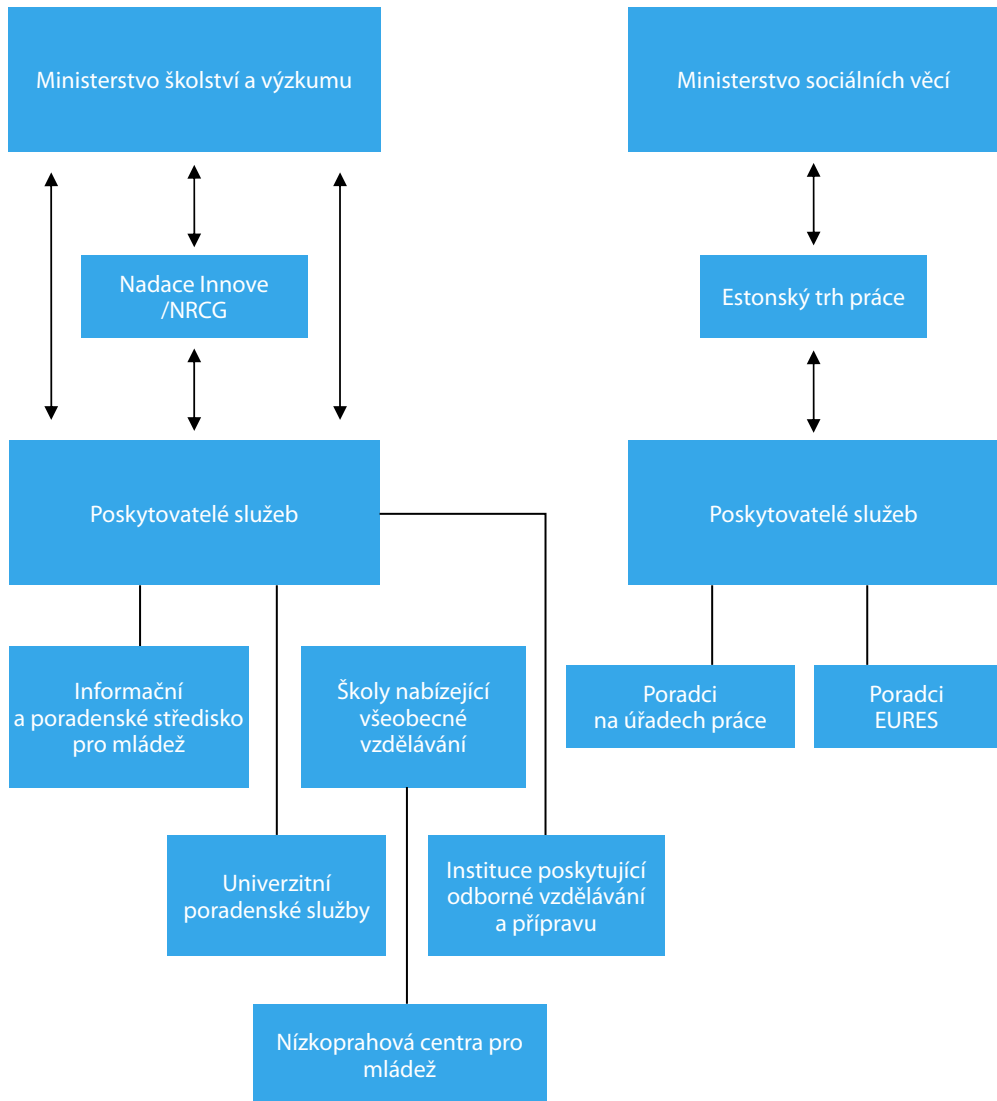 Ministerstvo školství a výzkumu
Ministerstvo sociálních věcí
Nadace Innove
/NRCG
Estonský trh práce
Poskytovatelé služeb
Poskytovatelé služeb
Informační
a poradenské středisko
pro mládež
Školy nabízející
všeobecné
vzdělávání
Poradci
na úřadech práce
Poradci
EURES
Univerzitní
poradenské služby
Instituce poskytující
odborné vzdělávání
a přípravu
Nízkoprahová centra pro
mládež